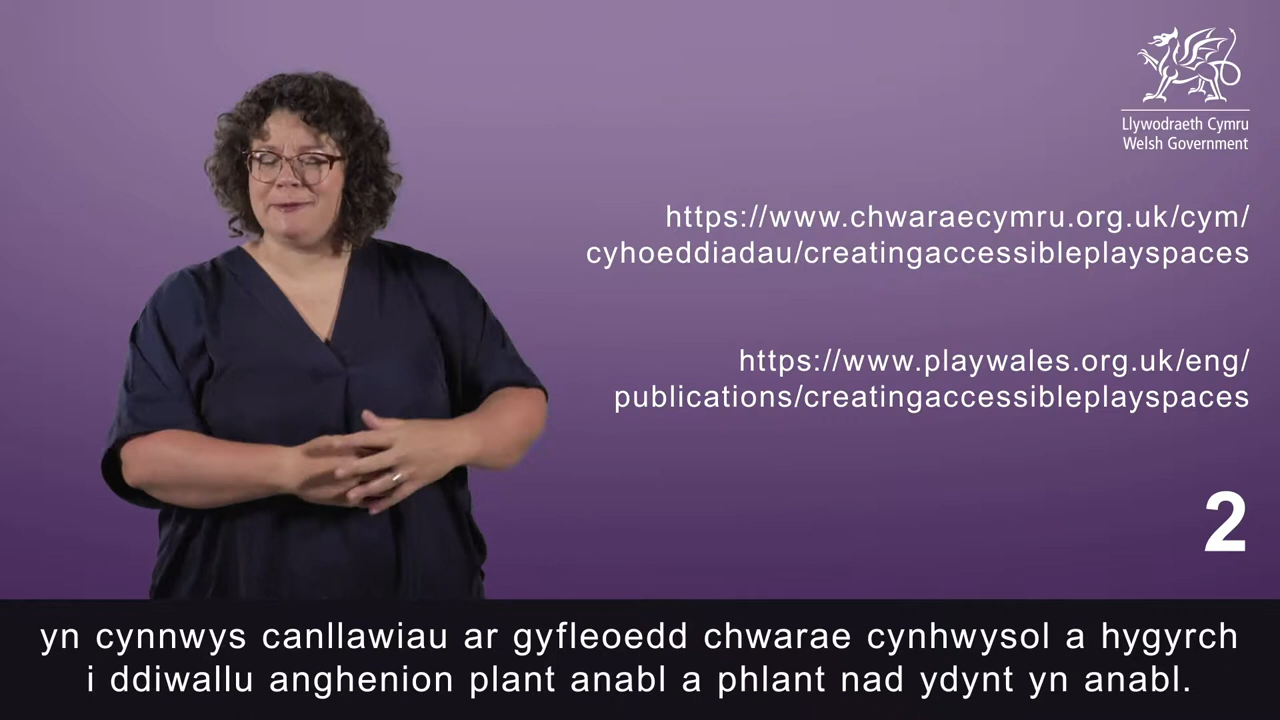 Llywodraeth Cymru
Welsh Government
https://www.chwaraecymru.org.uk/cym/
cyhoeddiadau/creatingaccessibleplayspaces
https://www.playwales.org.uk/eng/
publications/creatingaccessibleplayspaces
2
yn cynnwys canllawiau ar gyfleoedd chwarae cynhwysol a hygyrch
i ddiwallu anghenion plant anabl a phlant nad ydynt yn anabl.